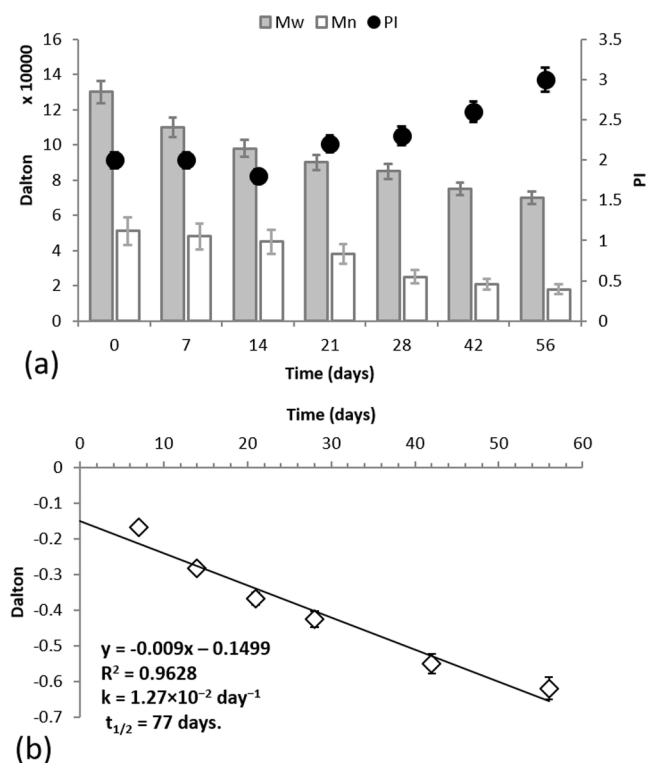 Mw Mn PI
16 3.5
14 3
12 2.5
10 2
8 1.5
6 1
4 0.5
2 0
0
x 10000
Dalton
PI
0 7 14 21 28 42 56
Time (days)
(a)
Time (days)
0 10 20 30 40 50 60
0
-0.1
-0.2
-0.3
-0.4
-0.5
-0.6
-0.7
Dalton
y = -0.009x – 0.1499
R² = 0.9628
k = 1.27×10⁻² day⁻¹
t₁/₂ = 77 days.
(b)